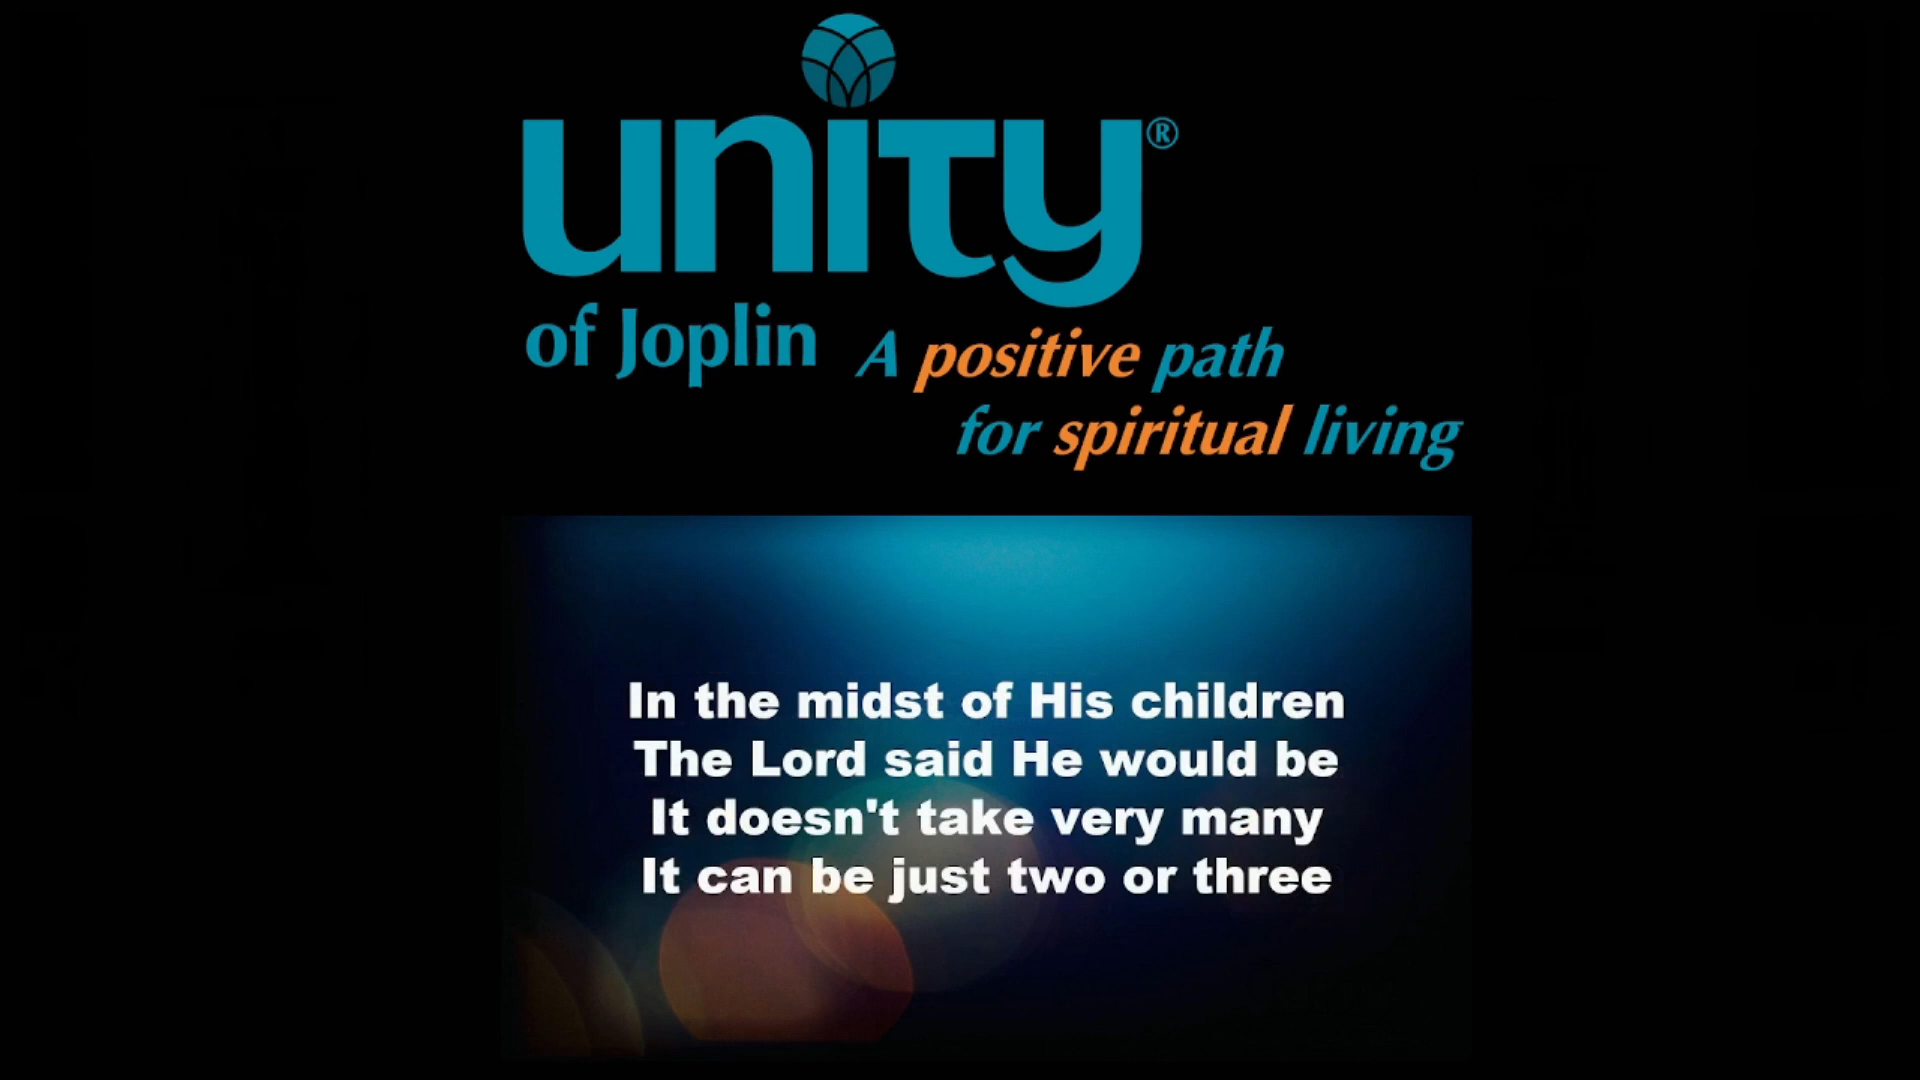 unity®
of Joplin
A positive path
for spiritual living
In the midst of His children
The Lord said He would be
It doesn't take very many
It can be just two or three